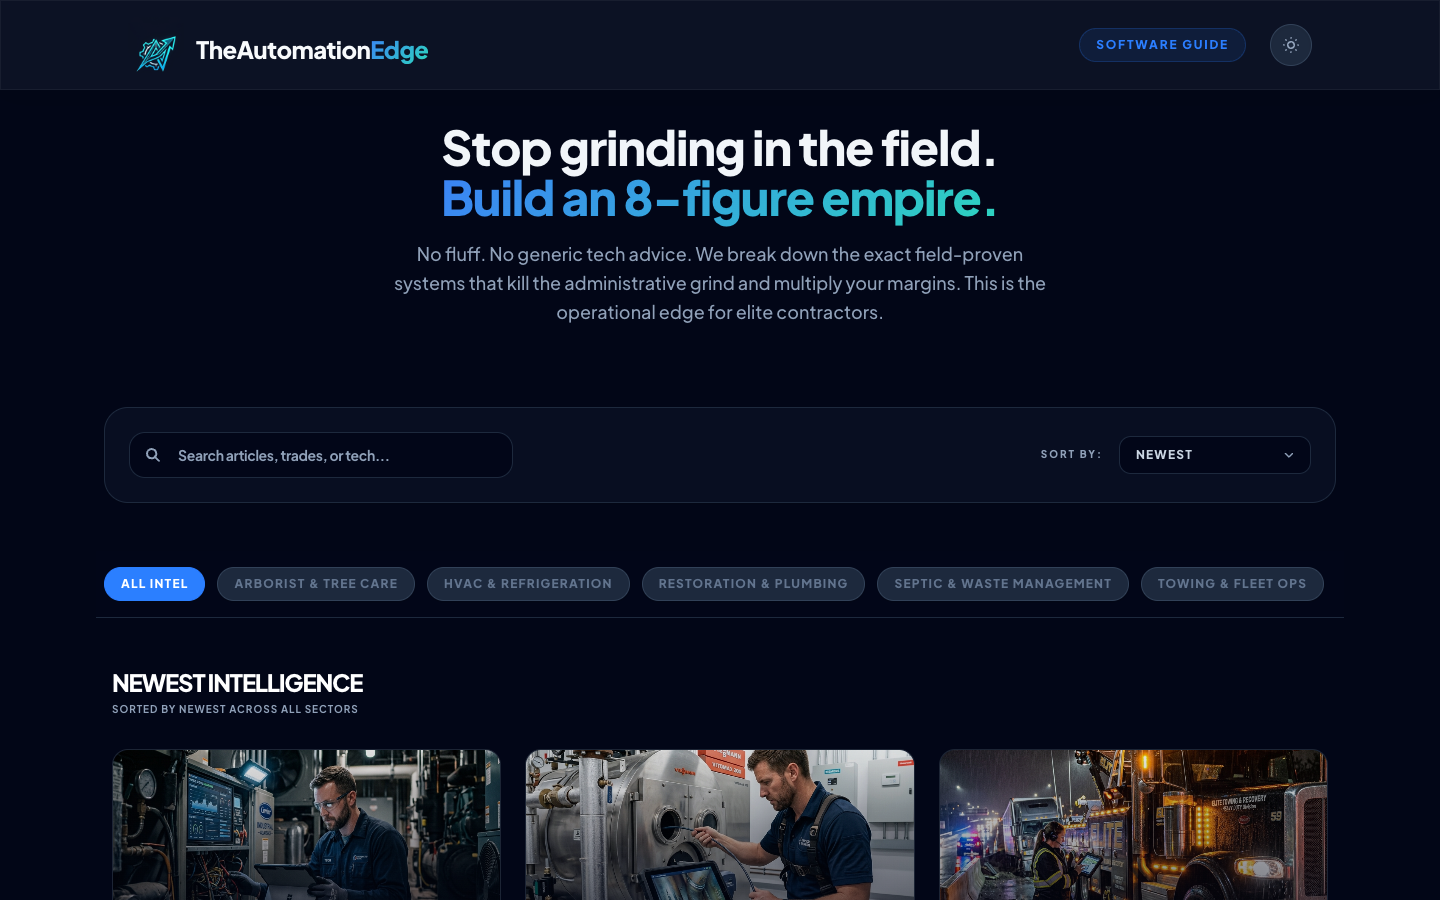 TheAutomationEdge
SOFTWARE GUIDE
Stop grinding in the field.
Build an 8-figure empire.
No fluff. No generic tech advice. We break down the exact field-proven
systems that kill the administrative grind and multiply your margins. This is the
operational edge for elite contractors.
Search articles, trades, or tech...
SORT BY:
NEWEST
ALL INTEL
ARBORIST & TREE CARE
HVAC & REFRIGERATION
RESTORATION & PLUMBING
SEPTIC & WASTE MANAGEMENT
TOWING & FLEET OPS
NEWEST INTELLIGENCE
SORTED BY NEWEST ACROSS ALL SECTORS
ELITE TOWING & RECOVERY